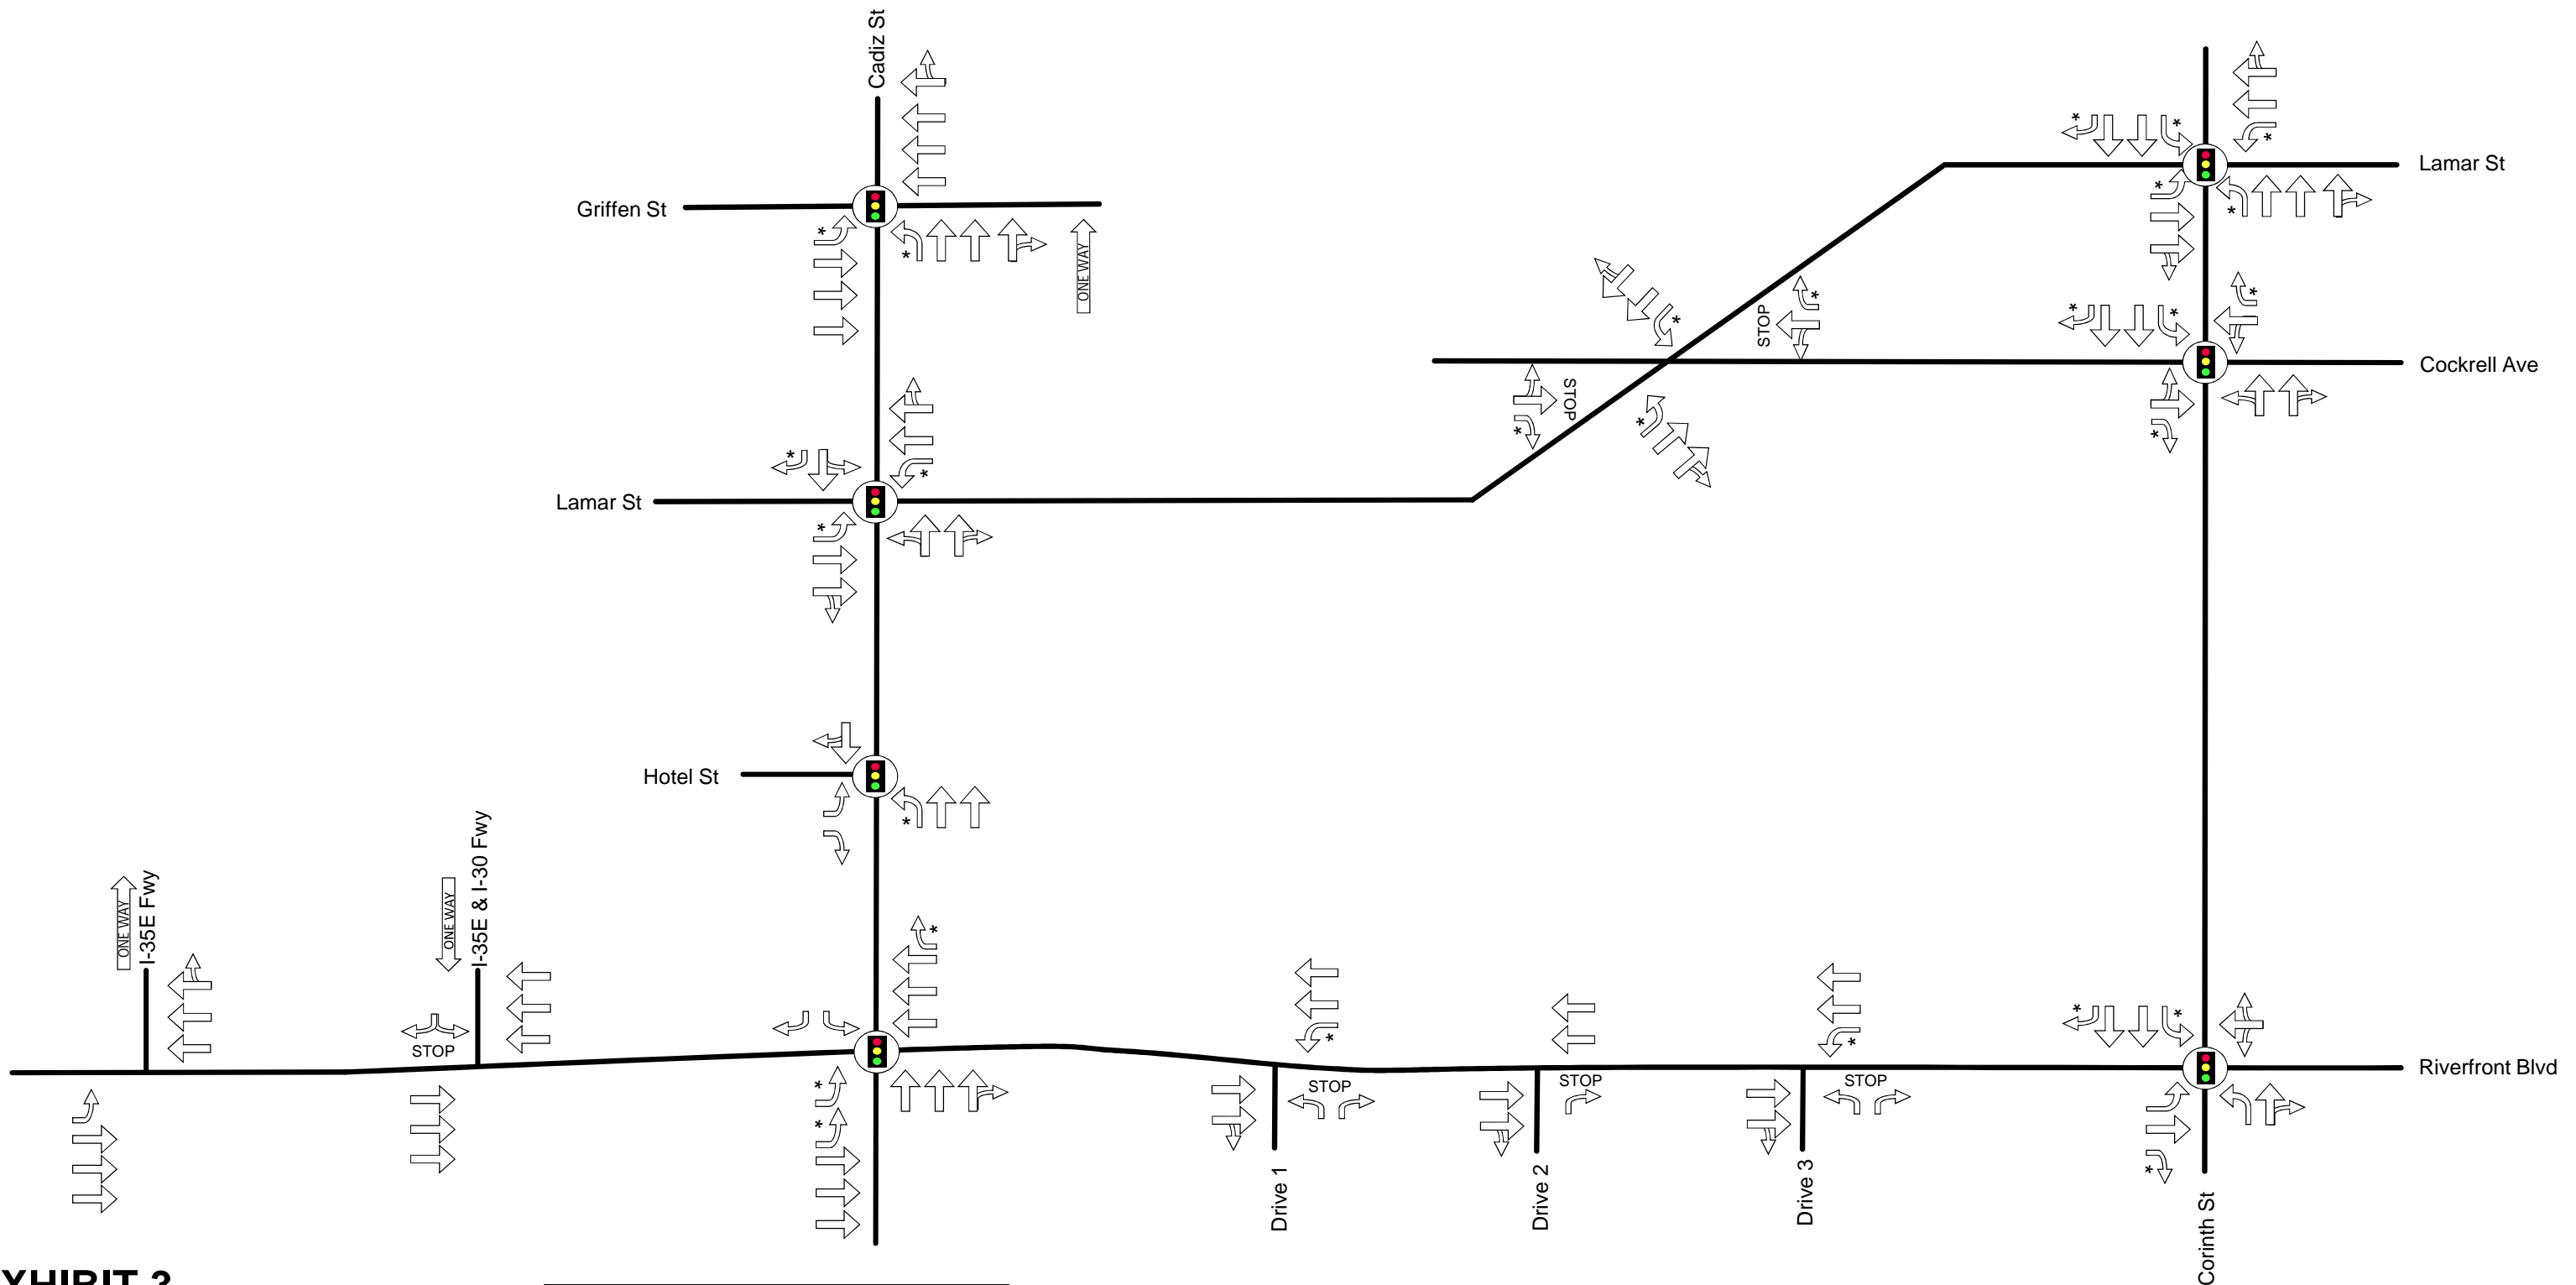 Cadiz St
Griffen St
ONE WAY
Lamar St
STOP
STOP
Cockrell Ave
Lamar St
Hotel St
ONE WAY
I-35E Fwy
ONE WAY
I-35E & I-30 Fwy
STOP
STOP
STOP
STOP
Riverfront Blvd
Drive 1
Drive 2
Drive 3
Corinth St